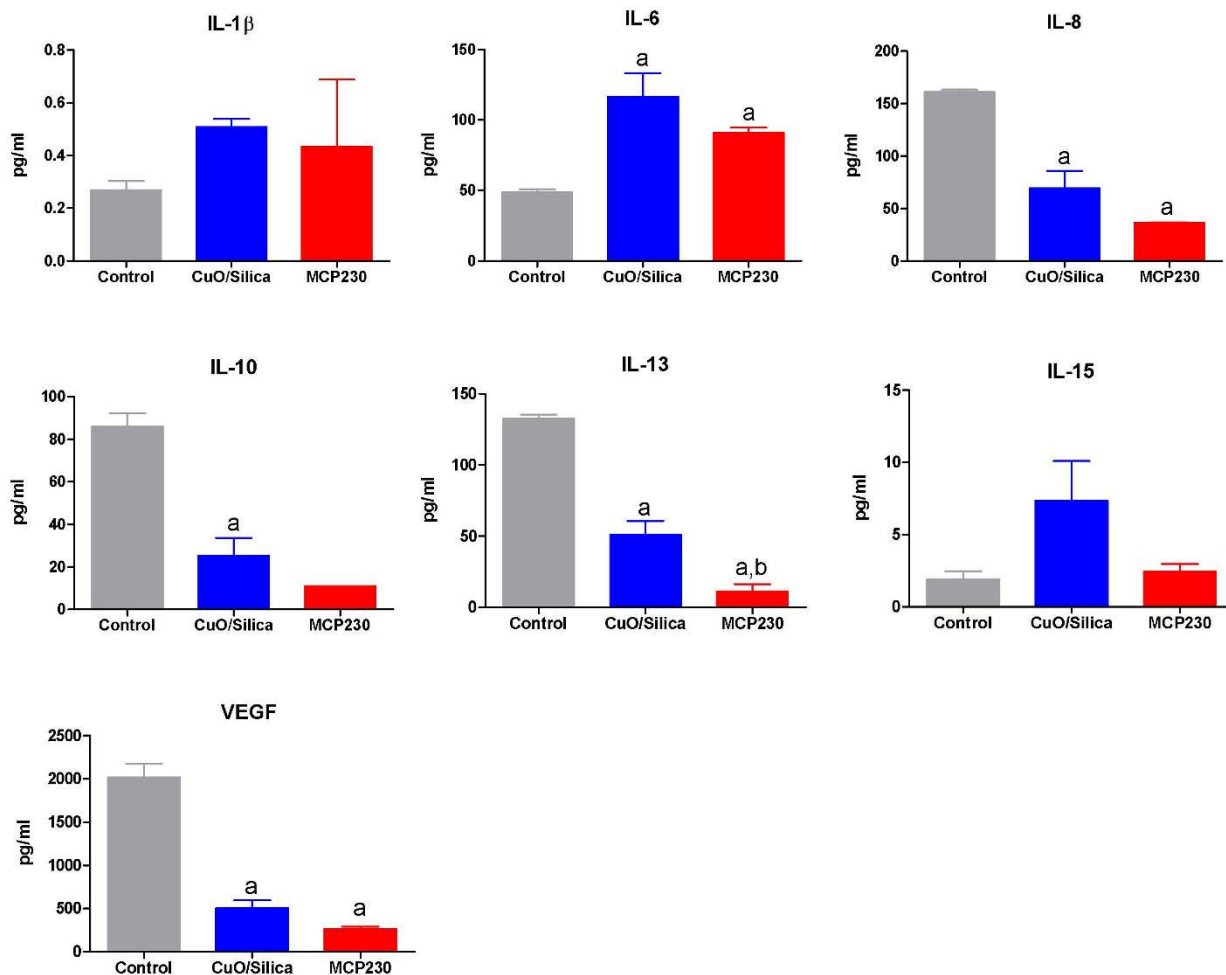 IL-1β
pg/ml
0.8
0.6
0.4
0.2
0.0
Control CuO/Silica MCP230
IL-6
pg/ml
150
100
50
0
a
a
Control CuO/Silica MCP230
IL-8
pg/ml
200
150
100
50
0
a
a
Control CuO/Silica MCP230
IL-10
pg/ml
100
80
60
40
20
0
a
Control CuO/Silica MCP230
IL-13
pg/ml
150
100
50
0
a
a,b
Control CuO/Silica MCP230
IL-15
pg/ml
15
10
5
0
Control CuO/Silica MCP230
VEGF
pg/ml
2500
2000
1500
1000
500
0
a
a
Control CuO/Silica MCP230